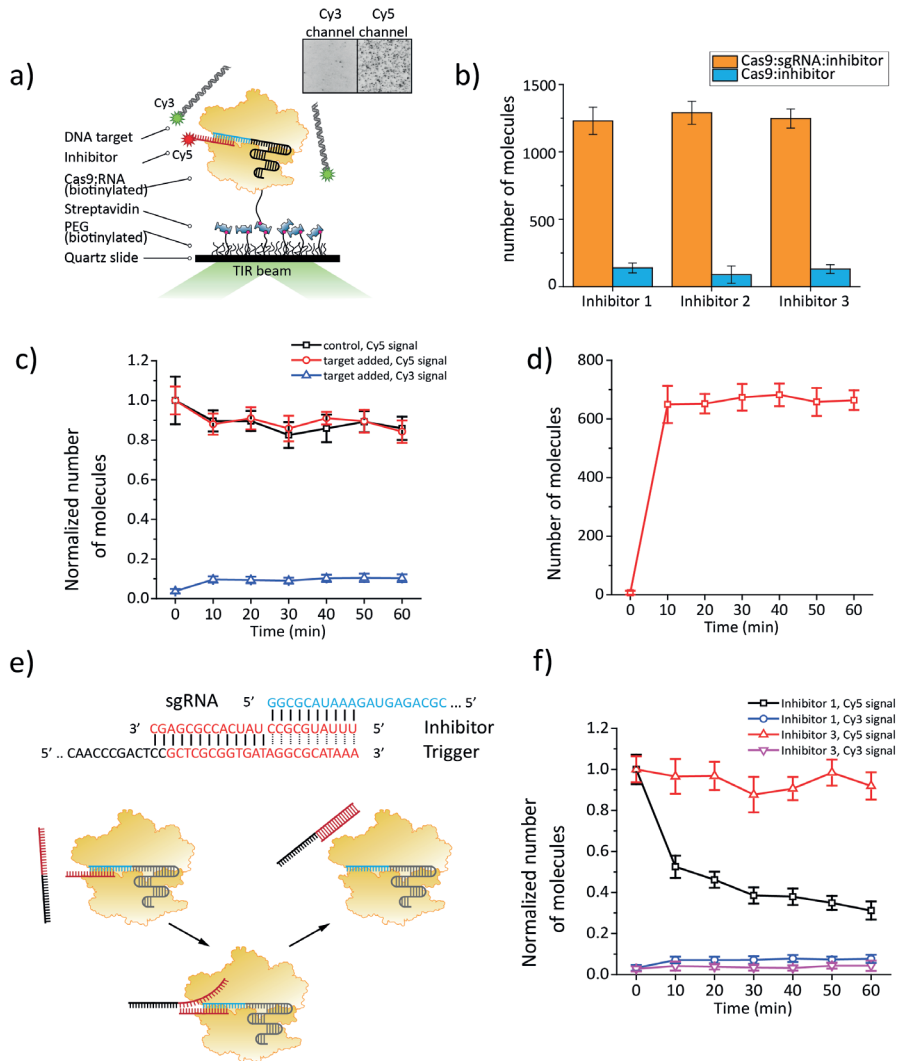 a)
Cy3 channel
Cy5 channel
Cy3
DNA target
Inhibitor
Cy5
Cas9:RNA
(biotinylated)
Streptavidin
PEG
(biotinylated)
Quartz slide
TIR beam
b)
Cas9:sgRNA:inhibitor
Cas9:inhibitor
number of molecules
1250
1000
500
0
Inhibitor 1
Inhibitor 2
Inhibitor 3
c)
control, Cy5 signal
target added, Cy5 signal
target added, Cy3 signal
Normalized number
of molecules
1.2
1.0
0.8
0.2
0.1
0.0
0 10 20 30 40 50 60
Time (min)
d)
Number of molecules
800
600
400
200
0
0 10 20 30 40 50 60
Time (min)
e)
sgRNA 5′ GGCGCAUAAAGAUGAGACGC ... 5′
3′ CGAGCGCCACUAU CCGCGUAUUU 5′ Inhibitor
5′ .. CAACCCGACTCCGCTCGCGGTGATAGGCGCATAAA 3′ Trigger
f)
Inhibitor 1, Cy5 signal
Inhibitor 1, Cy3 signal
Inhibitor 3, Cy5 signal
Inhibitor 3, Cy3 signal
Normalized number
of molecules
1.2
1.0
0.8
0.6
0.4
0.2
0.0
0 10 20 30 40 50 60
Time (min)